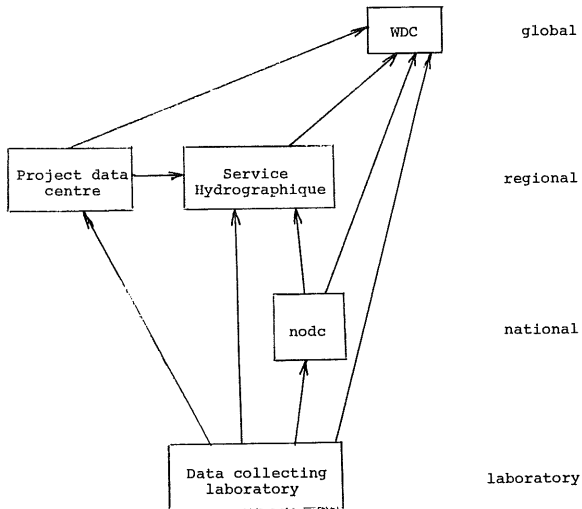 WDC
global
Project data
centre
Service
Hydrographique
regional
nodc
national
Data collecting
laboratory
laboratory